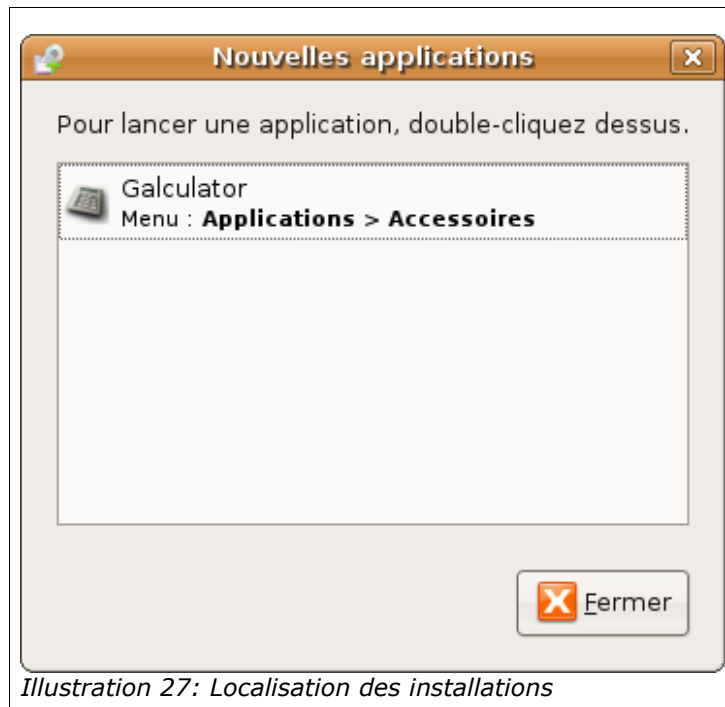 Nouvelles applications
Pour lancer une application, double-cliquez dessus.
Galculator
Menu : Applications > Accessoires
Fermer
Illustration 27: Localisation des installations